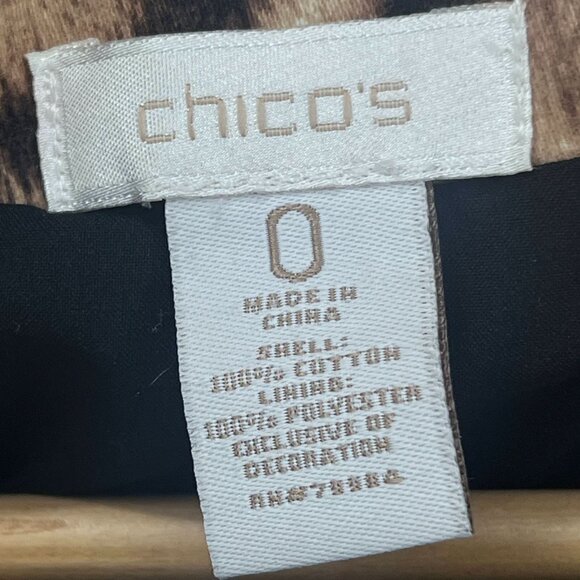 chico's
0
MADE IN
CHINA
SHELL:
100% COTTON
LINING:
100% POLYESTER
EXCLUSIVE OF
DECORATION